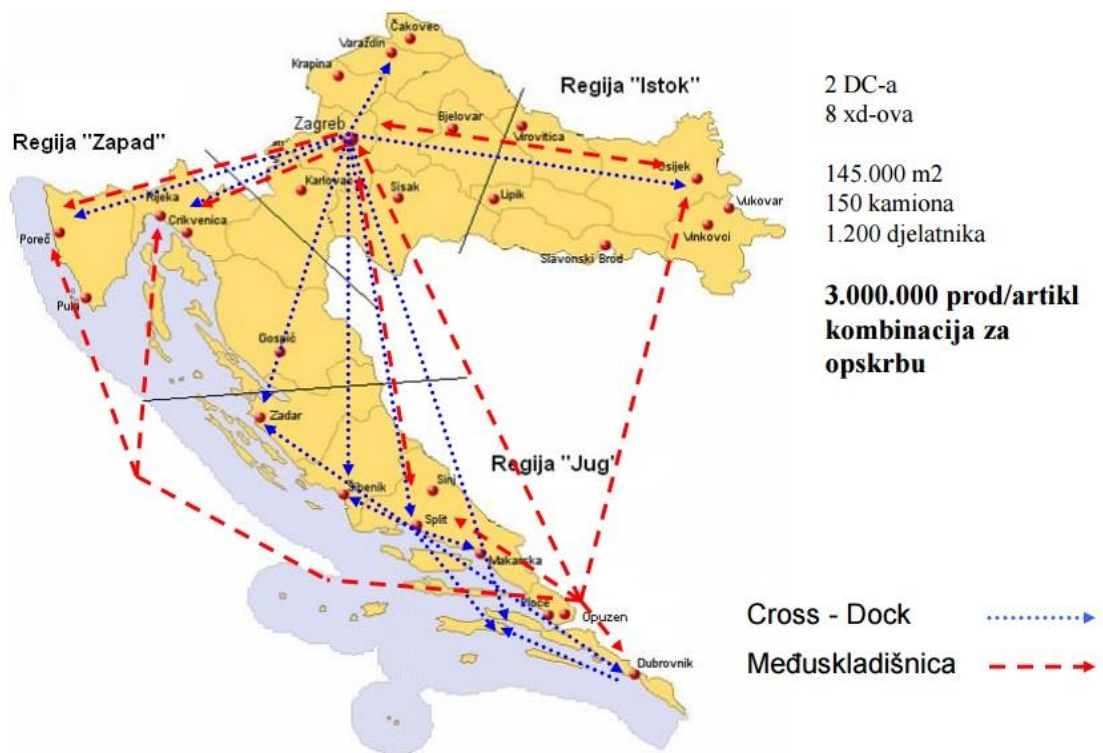 Čakovec
Varaždin
Krapina
Regija "Istok"
Zagreb
Bjelovar
Virovitica
Regija "Zapad"
Osijek
Karlovac
Sisak
Lipik
Vukovar
Rijeka
Crikvenica
Vinkovci
Poreč
Slavonski Brod
Pula
Gospić
Zadar
Regija "Jug"
Sinj
Šibenik
Split
Makarska
Ploče
Opuzen
Dubrovnik
2 DC-a
8 xd-ova
145.000 m2
150 kamiona
1.200 djelatnika
3.000.000 prod/artikl
kombinacija za
opskrbu
Cross - Dock
Međuskladišnica